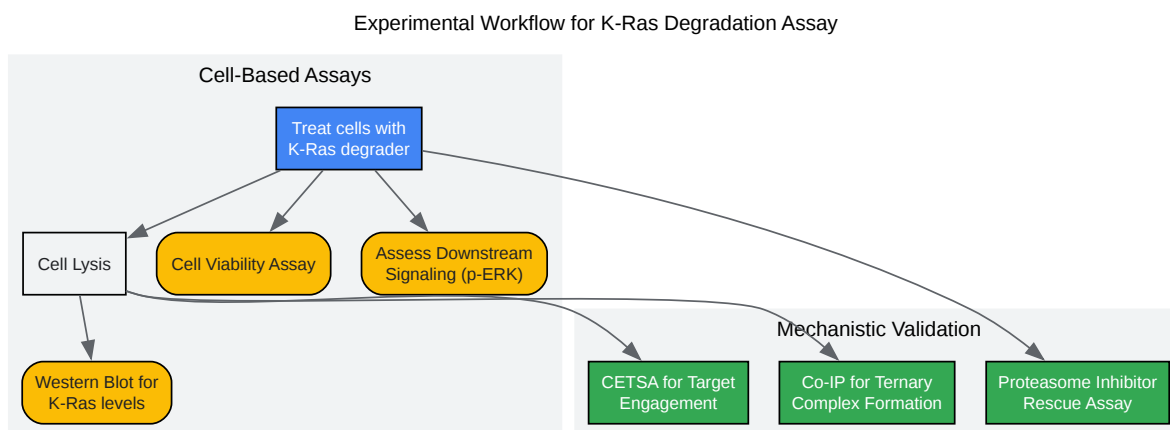 Experimental Workflow for K-Ras Degradation Assay
Cell-Based Assays
Treat cells with
K-Ras degrader
Cell Lysis
Cell Viability Assay
Assess Downstream
Signaling (p-ERK)
Western Blot for
K-Ras levels
Mechanistic Validation
CETSA for Target
Engagement
Co-IP for Ternary
Complex Formation
Proteasome Inhibitor
Rescue Assay